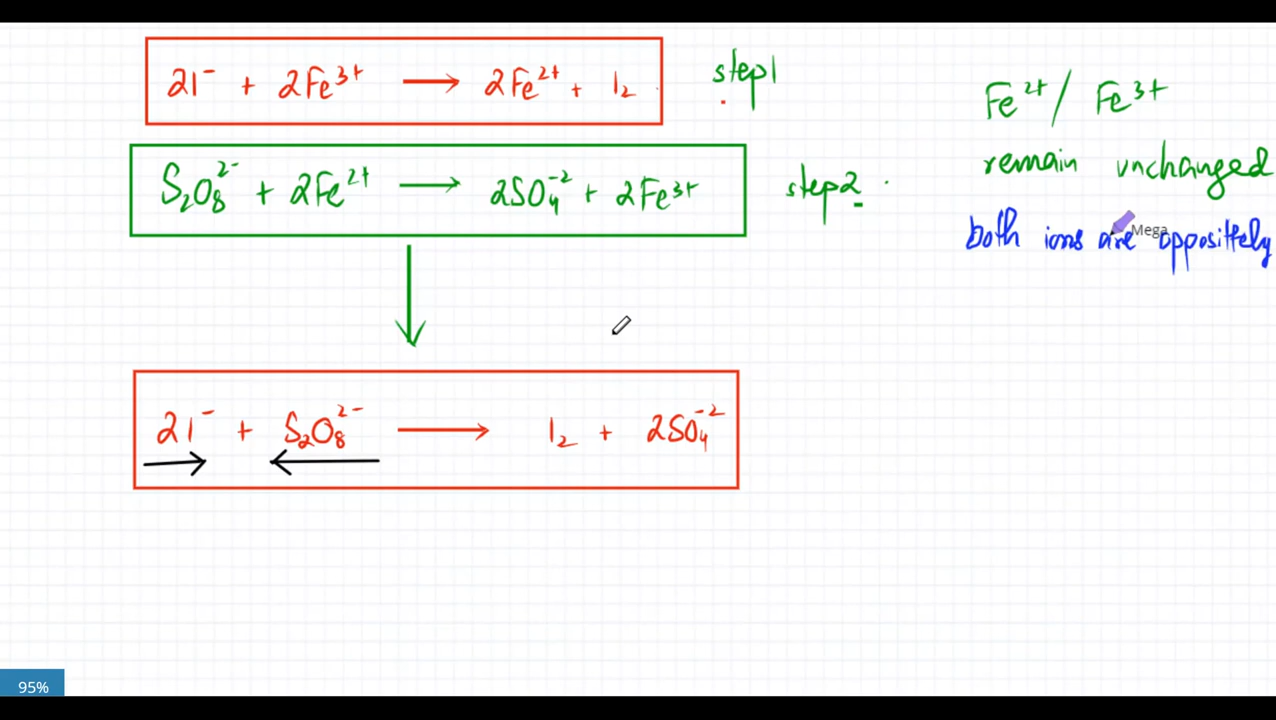 2I⁻ + 2Fe³⁺ ⟶ 2Fe²⁺ + I₂ step1
S₂O₈²⁻ + 2Fe²⁺ ⟶ 2SO₄⁻² + 2Fe³⁺ step2
Fe²⁺/ Fe³⁺
remain unchanged
both ions are oppositely
Mega
2I⁻ + S₂O₈²⁻ ⟶ I₂ + 2SO₄⁻²
95%